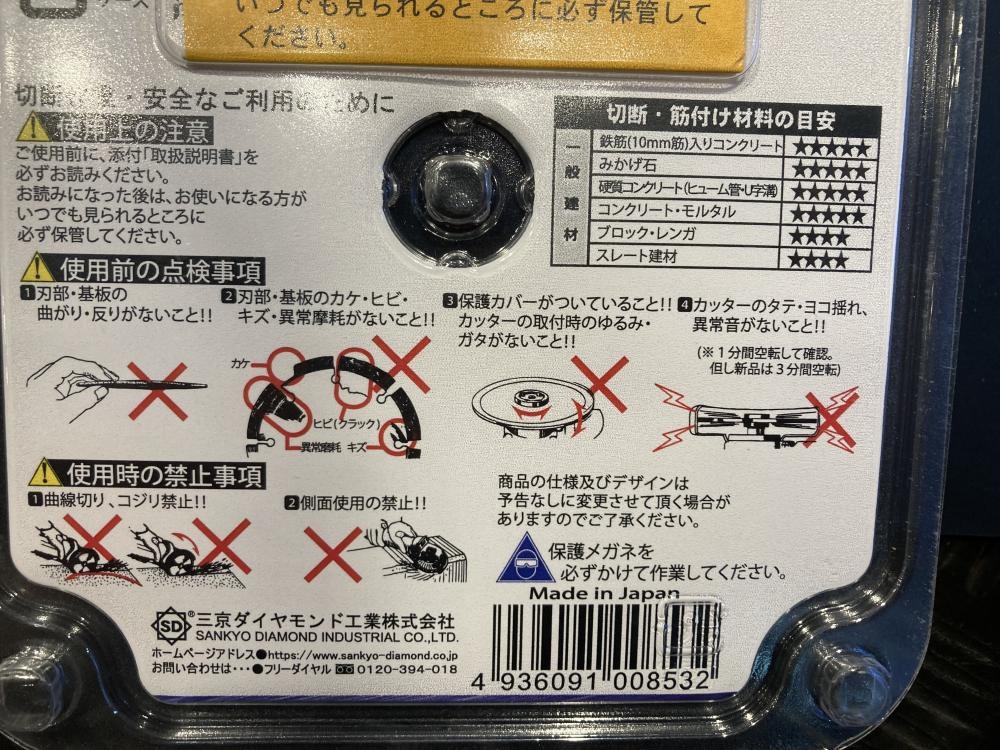 いつでも見られるところに必ず保管して
ください。
切断 ・安全なご利用のために
使用上の注意
ご使用前に、添付「取扱説明書」を
必ずお読みください。
お読みになった後は、お使いになる方が
いつでも見られるところに
必ず保管してください。
切断・筋付け材料の目安
一般建材
鉄筋(10mm筋)入りコンクリート ★★★★★
みかげ石 ★★★★★
硬質コンクリート(ヒューム管・U字溝) ★★★★★
コンクリート・モルタル ★★★★★
ブロック・レンガ ★★★★
スレート建材 ★★★★
使用前の点検事項
1 刃部・基板の
曲がり・反りがないこと!!
2 刃部・基板のカケ・ヒビ・
キズ・異常摩耗がないこと!!
カケ
ヒビ(クラック)
異常磨耗 キズ
3 保護カバーがついていること!!
カッターの取付時のゆるみ・
ガタがないこと!!
4 カッターのタテ・ヨコ揺れ、
異常音がないこと!!
(※1分間空転して確認。
但し新品は3分間空転)
使用時の禁止事項
1 曲線切り、コジリ禁止!!
2 側面使用の禁止!!
商品の仕様及びデザインは
予告なしに変更させて頂く場合が
ありますのでご了承ください。
保護メガネを
必ずかけて作業してください。
Made in Japan
SD ® 三京ダイヤモンド工業株式会社
SANKYO DIAMOND INDUSTRIAL CO.,LTD.
ホームページアドレス●https://www.sankyo-diamond.co.jp
お問い合わせは・・・●フリーダイヤル 0120-394-018
4 936091 008532